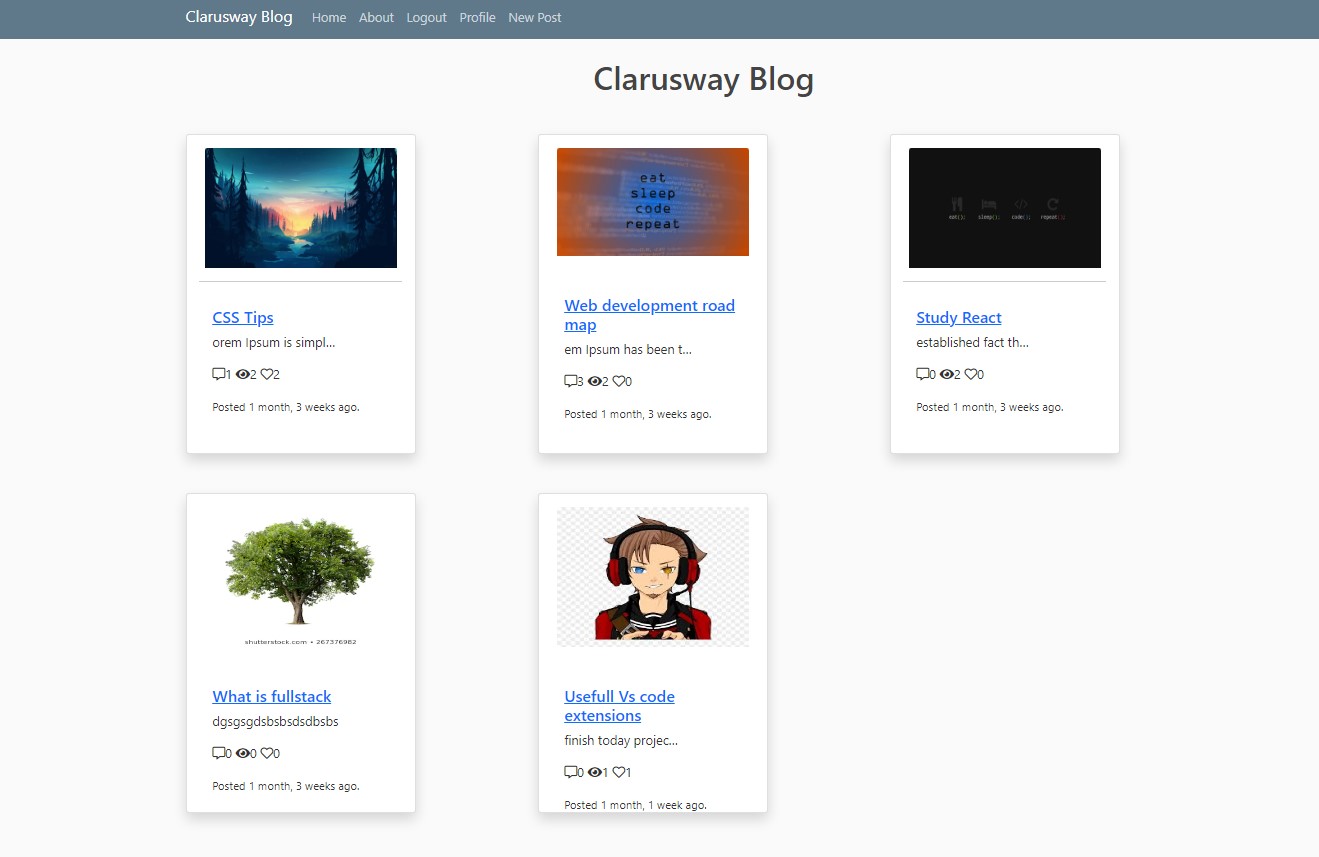 Clarusway Blog Home About Logout Profile New Post
Clarusway Blog
eat
sleep
code
repeat
eat(); sleep(); code(); repeat();
CSS Tips
orem Ipsum is simpl...
1 2 2
Posted 1 month, 3 weeks ago.
Web development road
map
em Ipsum has been t...
3 2 0
Posted 1 month, 3 weeks ago.
Study React
established fact th...
0 2 0
Posted 1 month, 3 weeks ago.
shutterstock.com • 267376982
What is fullstack
dgsgsgdsbsbsdsdbsbs
0 0 0
Posted 1 month, 3 weeks ago.
Usefull Vs code
extensions
finish today projec...
0 1 1
Posted 1 month, 1 week ago.